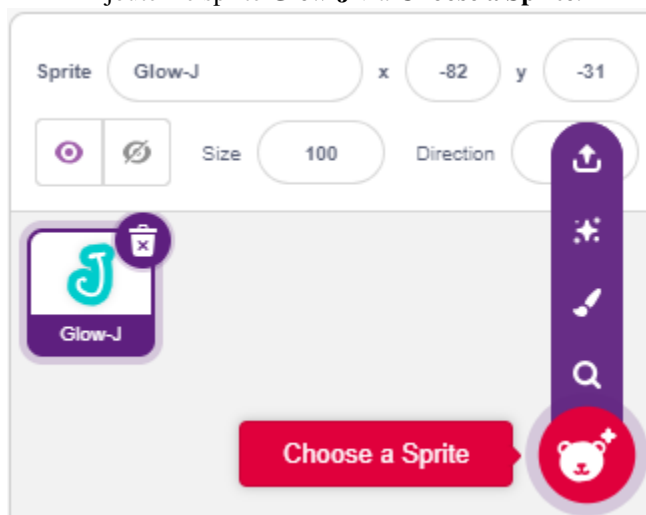 Sprite Glow-J x -82 y -31
Size 100 Direction
J
Glow-J
Choose a Sprite